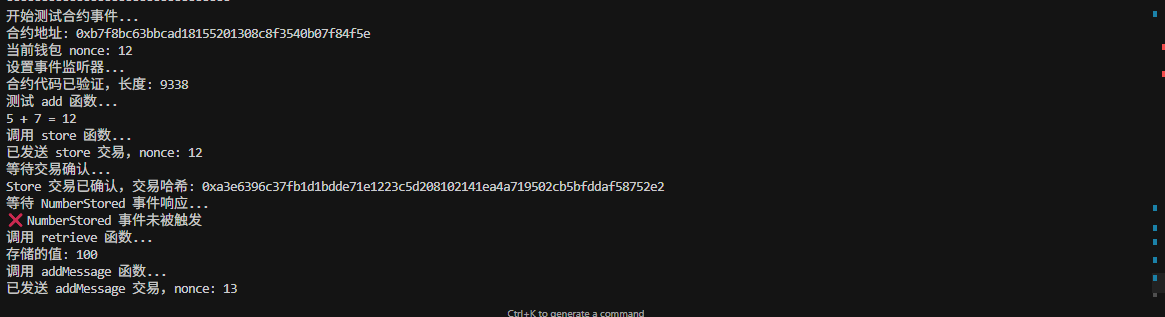 开始测试合约事件...
合约地址: 0xb7f8bc63bbcad18155201308c8f3540b07f84f5e
当前钱包 nonce: 12
设置事件监听器...
合约代码已验证，长度: 9338
测试 add 函数...
5 + 7 = 12
调用 store 函数...
已发送 store 交易，nonce: 12
等待交易确认...
Store 交易已确认，交易哈希: 0xa3e6396c37fb1d1bdde71e1223c5d208102141ea4a719502cb5bfddaf58752e2
等待 NumberStored 事件响应...
❌ NumberStored 事件未被触发
调用 retrieve 函数...
存储的值: 100
调用 addMessage 函数...
已发送 addMessage 交易，nonce: 13
Ctrl+K to generate a command